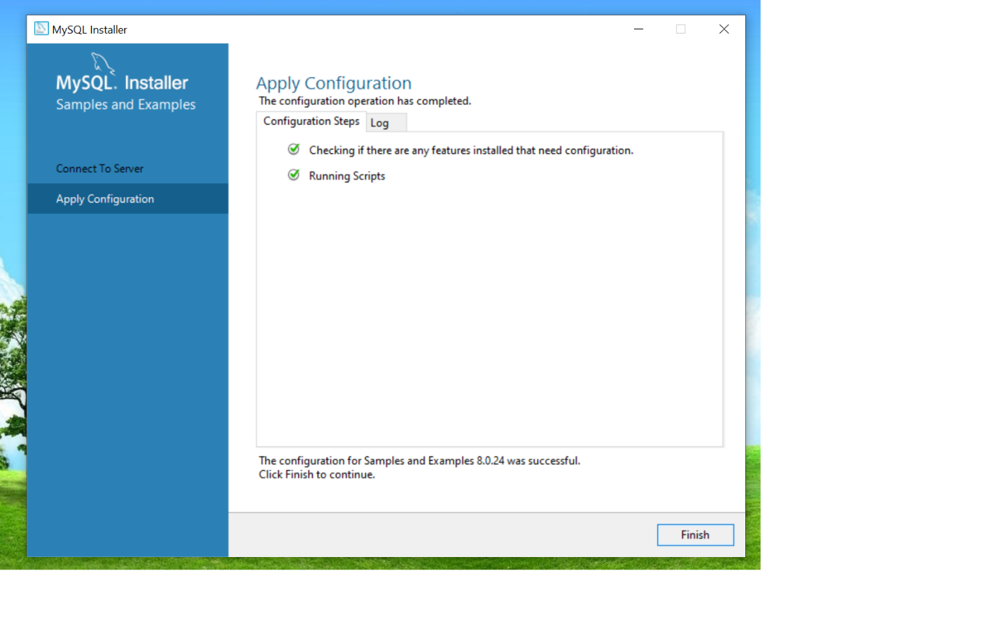 MySQL Installer
MySQL. Installer
Samples and Examples
Connect To Server
Apply Configuration
Apply Configuration
The configuration operation has completed.
Configuration Steps
Log
Checking if there are any features installed that need configuration.
Running Scripts
The configuration for Samples and Examples 8.0.24 was successful.
Click Finish to continue.
Finish